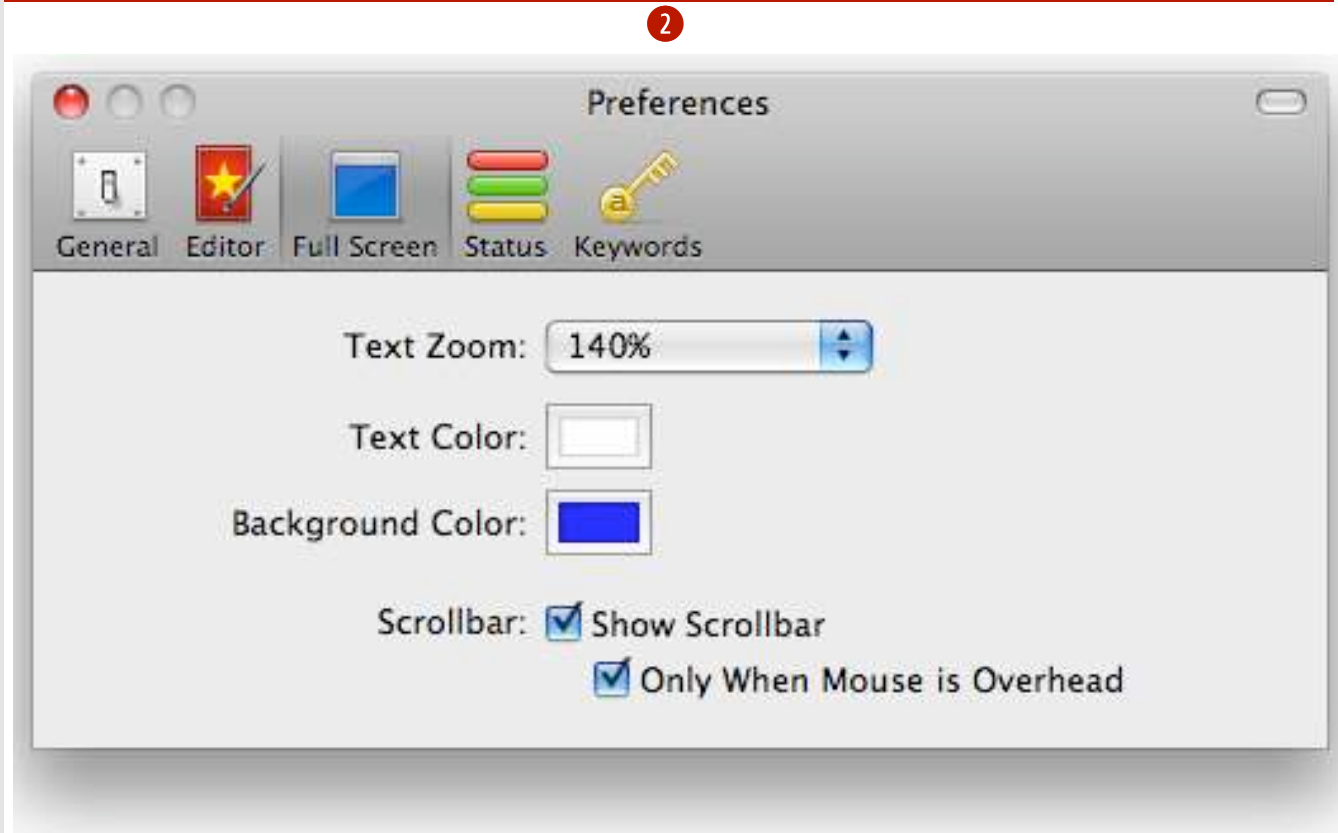 2
Preferences
a
General Editor Full Screen Status Keywords
Text Zoom: 140%
Text Color:
Background Color:
Scrollbar: Show Scrollbar
Only When Mouse is Overhead